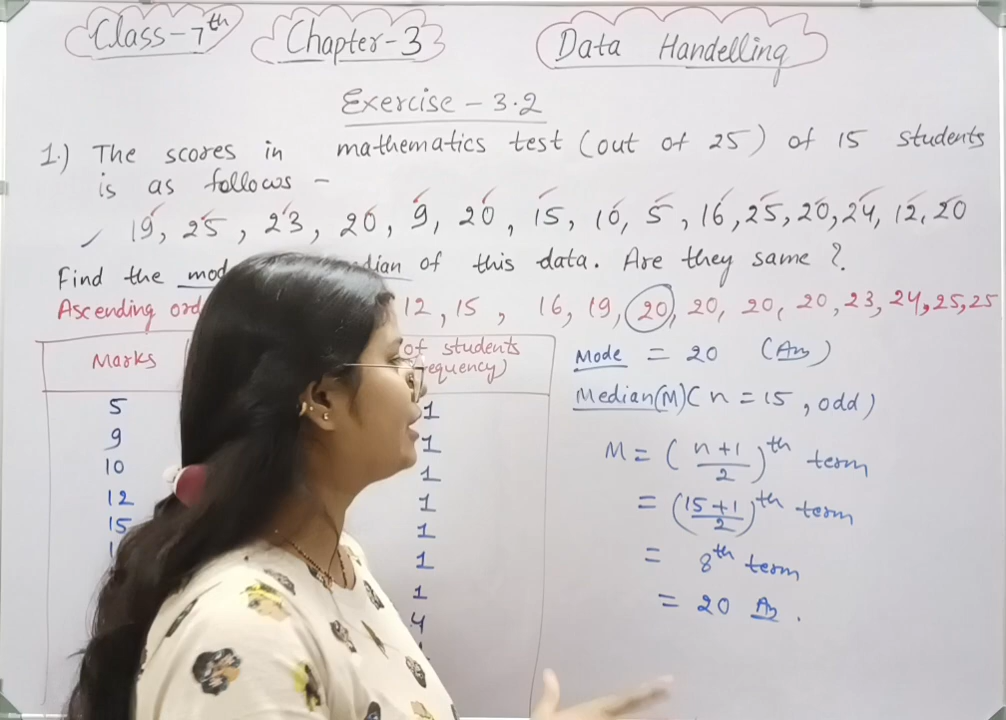 Class-7th Chapter-3 Data Handelling
Exercise - 3.2
1.) The scores in mathematics test (out of 25) of 15 students
is as follows -
19, 25, 23, 20, 9, 20, 15, 10, 5, 16, 25, 20, 24, 12, 20
Find the of this data. Are they same ?
Ascending 12, 15, 16, 19, 20, 20, 20, 20, 23, 24, 25, 25
Marks of students
5 1
9 1
10 1
12 1
15 1
1
1
4
Mode = 20 (Ans)
Median(M) ( n = 15, odd)
M = ( n+1 / 2 )th term
= ( 15+1 / 2 )th term
= 8th term
= 20 Ans.